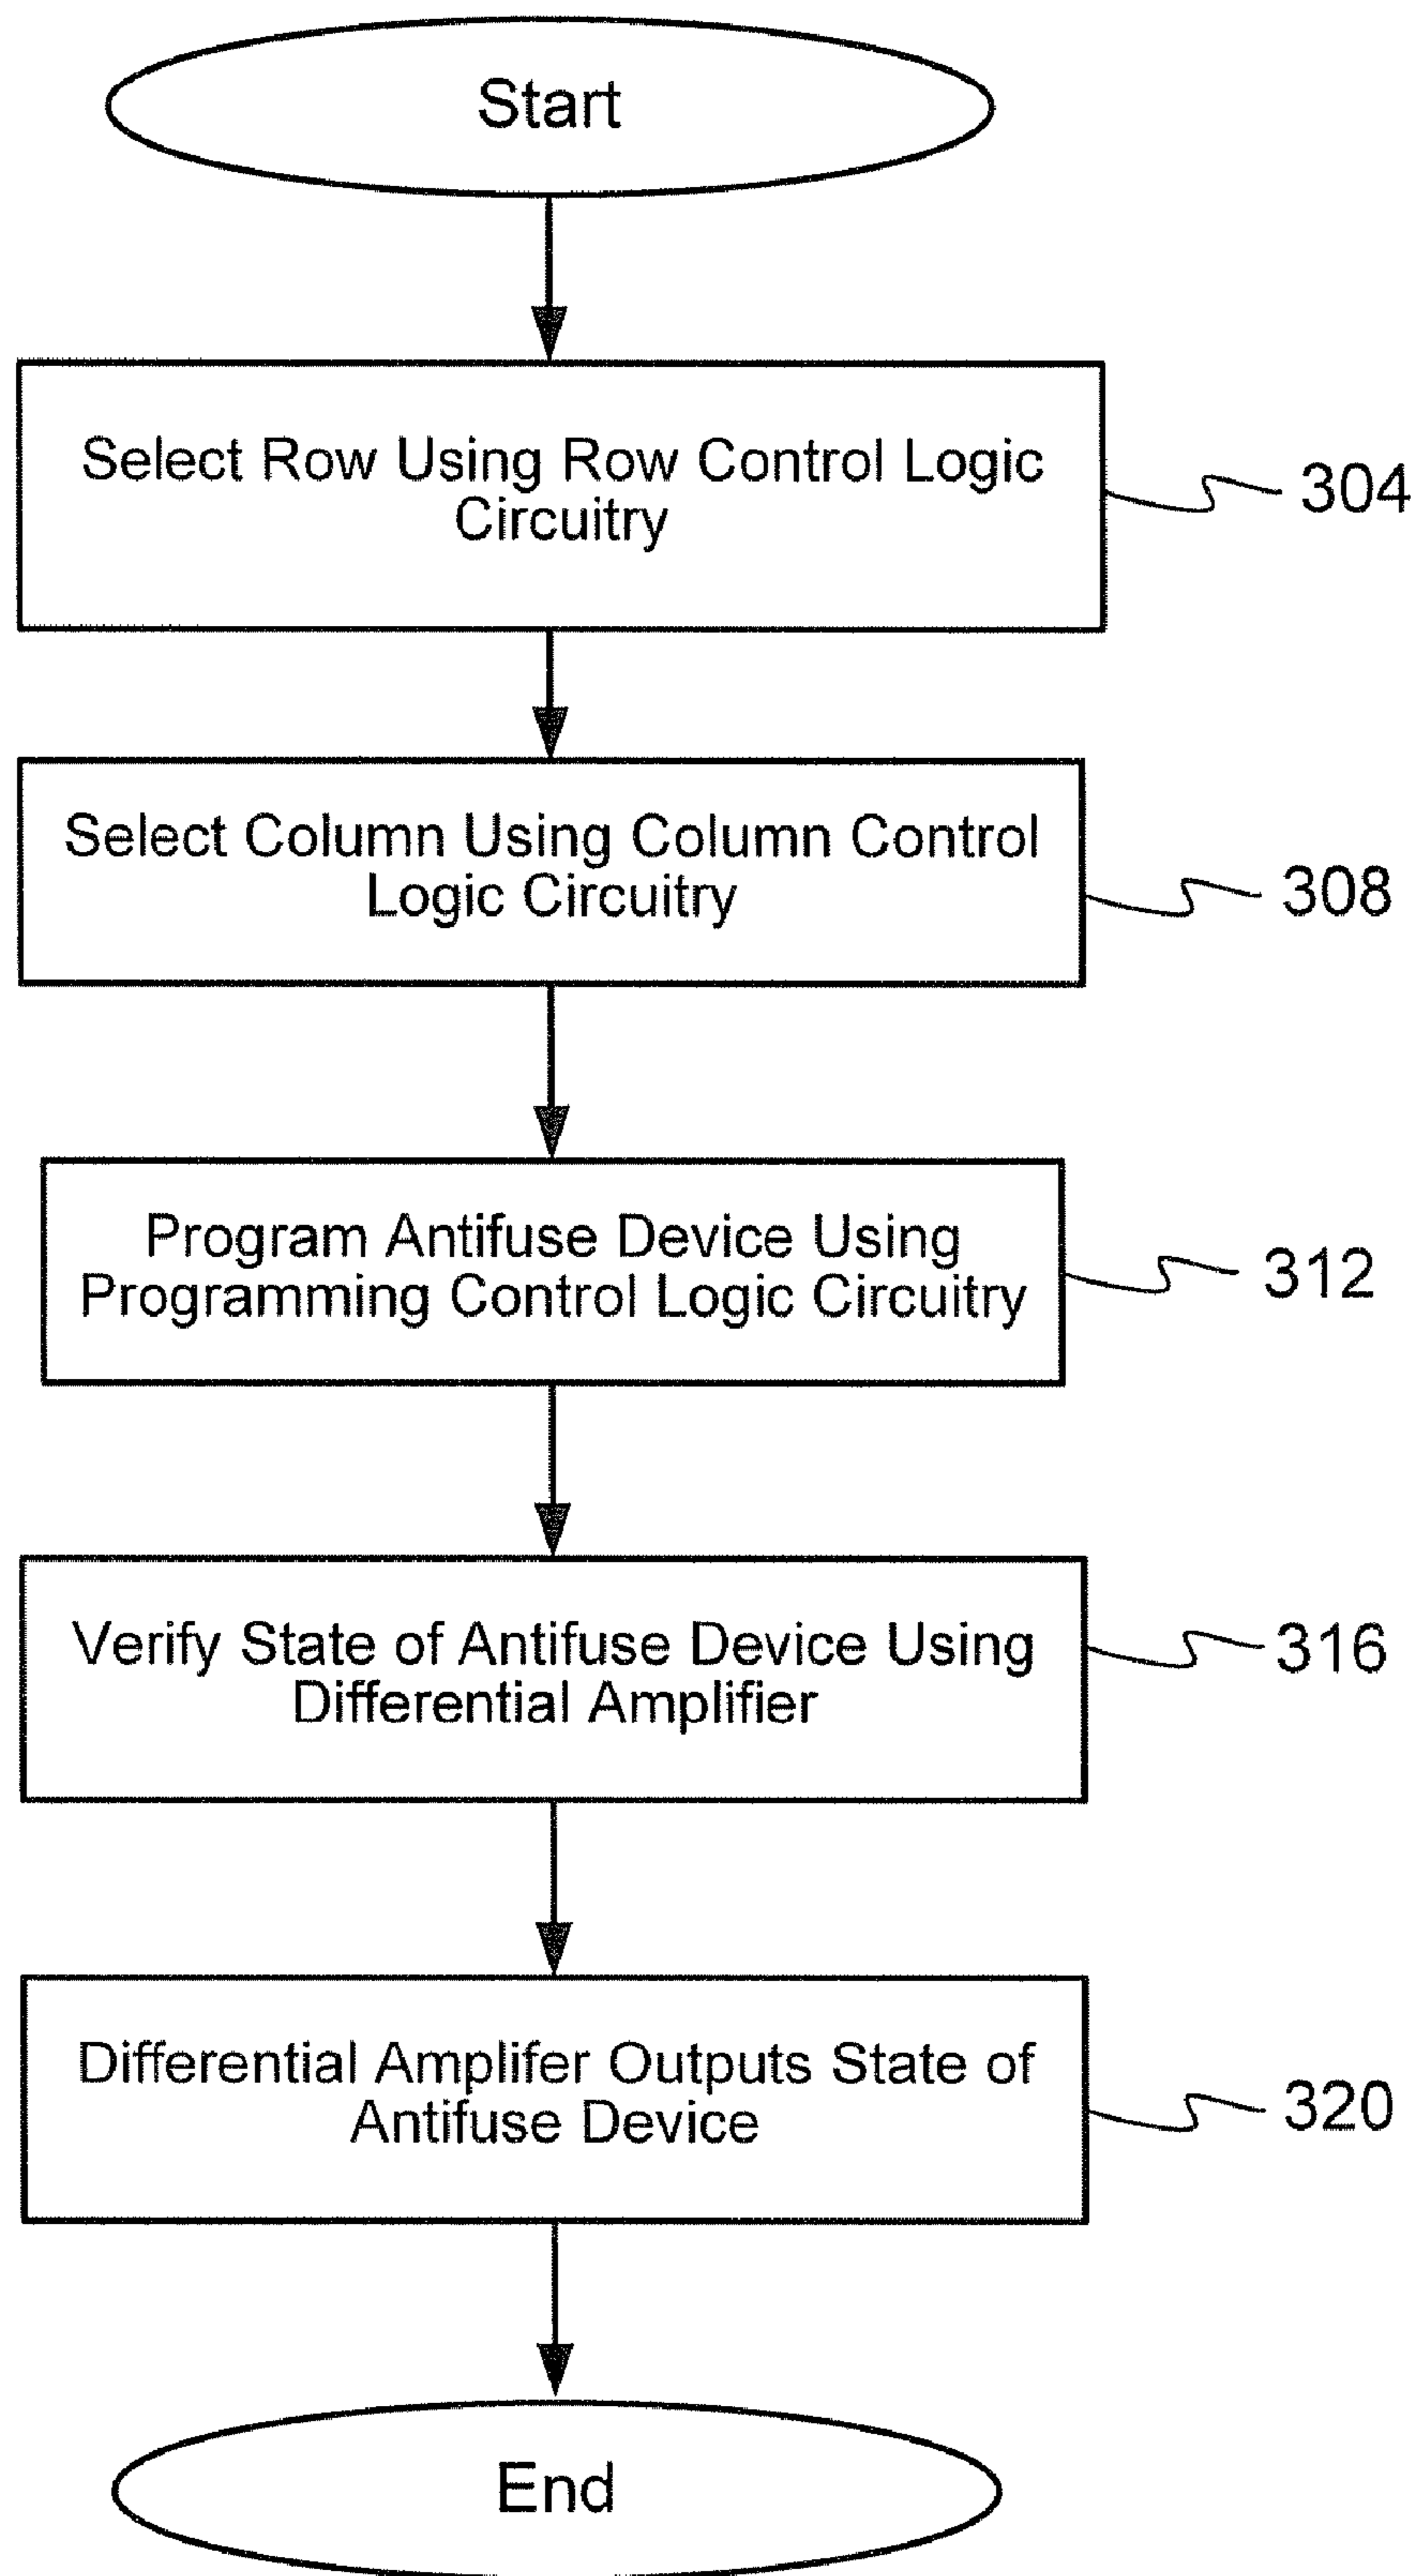 Start
Select Row Using Row Control Logic
Circuitry
304
Select Column Using Column Control
Logic Circuitry
308
Program Antifuse Device Using
Programming Control Logic Circuitry
312
Verify State of Antifuse Device Using
Differential Amplifier
316
Differential Amplifer Outputs State of
Antifuse Device
320
End